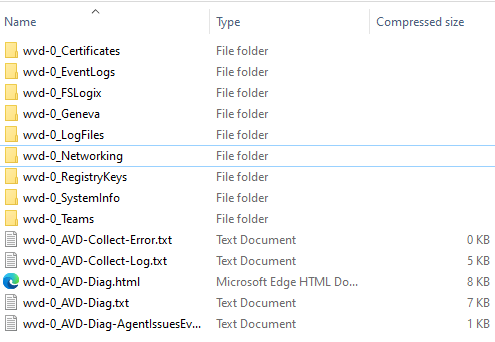 Name Type Compressed size
wvd-0_Certificates File folder
wvd-0_EventLogs File folder
wvd-0_FSLogix File folder
wvd-0_Geneva File folder
wvd-0_LogFiles File folder
wvd-0_Networking File folder
wvd-0_RegistryKeys File folder
wvd-0_SystemInfo File folder
wvd-0_Teams File folder
wvd-0_AVD-Collect-Error.txt Text Document 0 KB
wvd-0_AVD-Collect-Log.txt Text Document 5 KB
wvd-0_AVD-Diag.html Microsoft Edge HTML Do... 8 KB
wvd-0_AVD-Diag.txt Text Document 7 KB
wvd-0_AVD-Diag-AgentIssuesEv... Text Document 1 KB